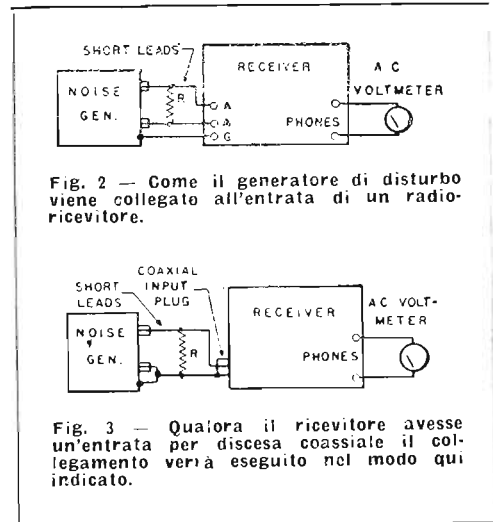 SHORT LEADS
RECEIVER
A C
VOLTMETER
NOISE
GEN.
R
A
A
G
PHONES
Fig. 2 — Come il generatore di disturbo
viene collegato all'entrata di un radio-
ricevitore.
COAXIAL
INPUT
PLUG
SHORT
LEADS
RECEIVER
AC VOLT-
METER
NOISE
GEN.
R
PHONES
Fig. 3 — Qualora il ricevitore avesse
un'entrata per discesa coassiale il col-
legamento verrà eseguito nel modo qui
indicato.